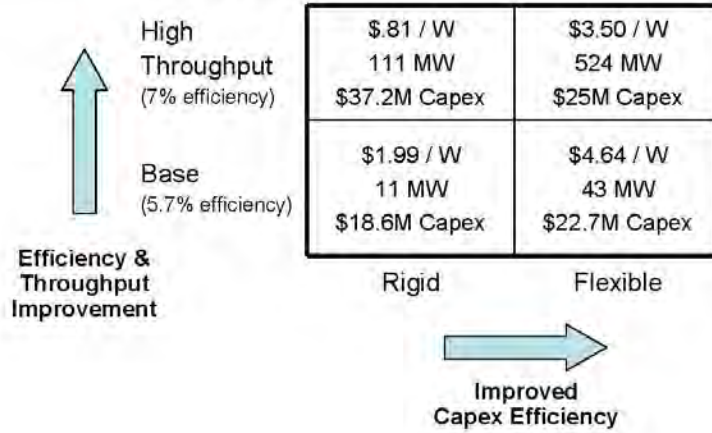 High
Throughput
(7% efficiency)
$.81 / W
111 MW
$37.2M Capex
$3.50 / W
524 MW
$25M Capex
Base
(5.7% efficiency)
$1.99 / W
11 MW
$18.6M Capex
$4.64 / W
43 MW
$22.7M Capex
Efficiency &
Throughput
Improvement
Rigid
Flexible
Improved
Capex Efficiency